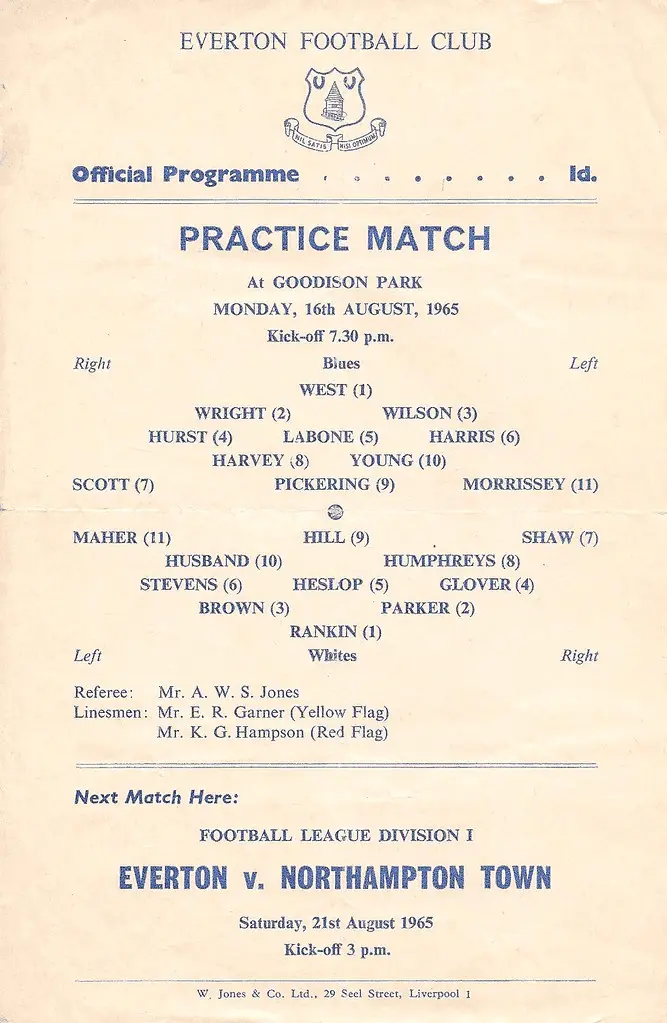 EVERTON FOOTBALL CLUB
NIL SATIS NISI OPTIMUM
Official Programme . . . . . . . . 1d.
PRACTICE MATCH
At GOODISON PARK
MONDAY, 16th AUGUST, 1965
Kick-off 7.30 p.m.
Right Blues Left
WEST (1)
WRIGHT (2) WILSON (3)
HURST (4) LABONE (5) HARRIS (6)
HARVEY (8) YOUNG (10)
SCOTT (7) PICKERING (9) MORRISSEY (11)
MAHER (11) HILL (9) SHAW (7)
HUSBAND (10) HUMPHREYS (8)
STEVENS (6) HESLOP (5) GLOVER (4)
BROWN (3) PARKER (2)
RANKIN (1)
Left Whites Right
Referee: Mr. A. W. S. Jones
Linesmen: Mr. E. R. Garner (Yellow Flag)
Mr. K. G. Hampson (Red Flag)
Next Match Here:
FOOTBALL LEAGUE DIVISION I
EVERTON v. NORTHAMPTON TOWN
Saturday, 21st August 1965
Kick-off 3 p.m.
W. Jones & Co. Ltd., 29 Seel Street, Liverpool 1